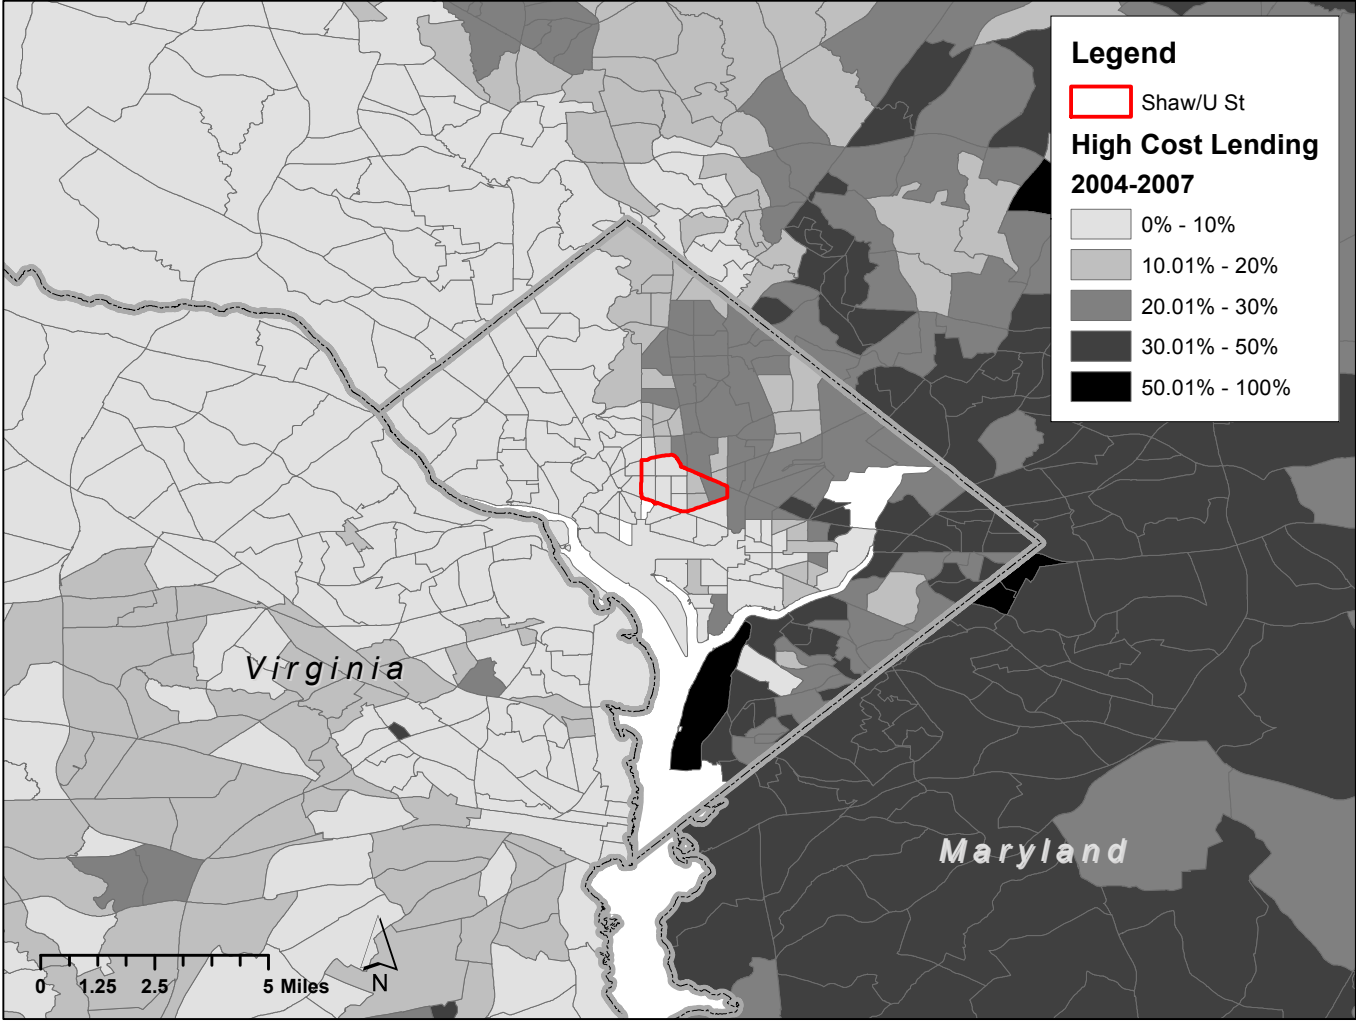 Legend
Shaw/U St
High Cost Lending
2004-2007
0% - 10%
10.01% - 20%
20.01% - 30%
30.01% - 50%
50.01% - 100%
Virginia
Maryland
0 1.25 2.5 5 Miles
N